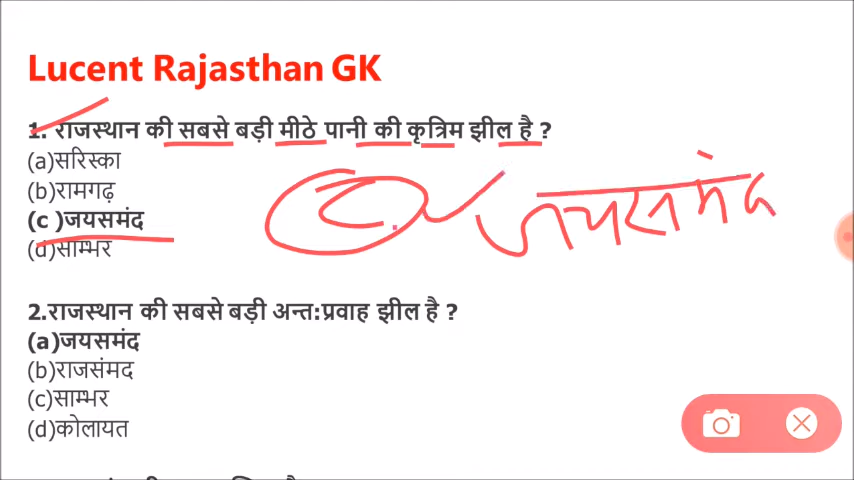 Lucent Rajasthan GK
1. राजस्थान की सबसे बड़ी मीठे पानी की कृत्रिम झील है ?
(a)सरिस्का
(b)रामगढ़
(c )जयसमंद
(d)साम्भर
जयसमंद
2.राजस्थान की सबसे बड़ी अन्त:प्रवाह झील है ?
(a)जयसमंद
(b)राजसंमद
(c)साम्भर
(d)कोलायत